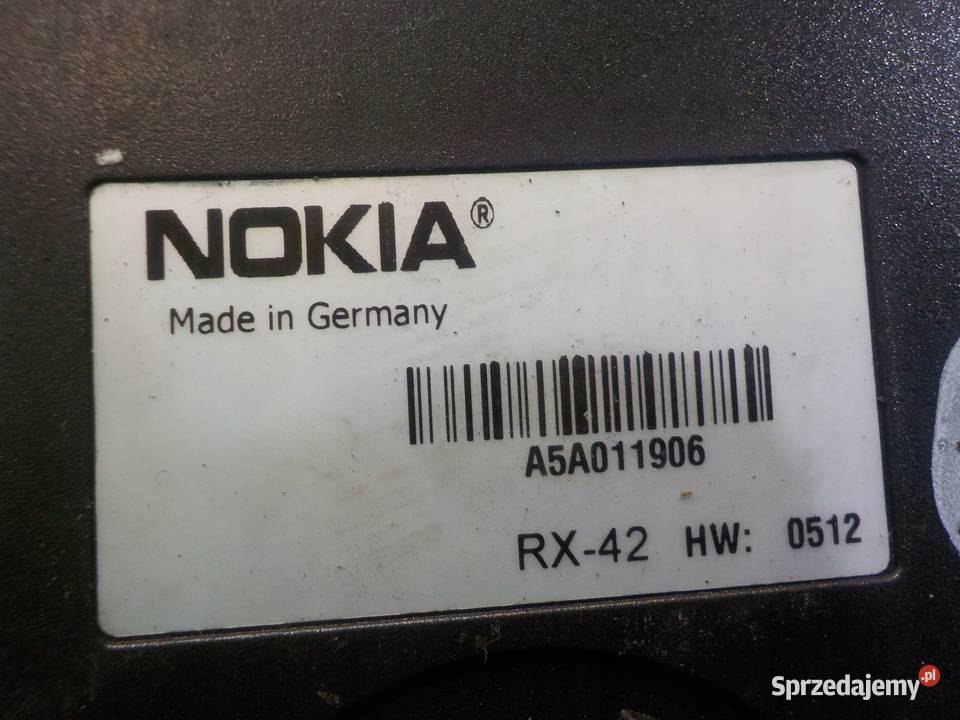 NOKIA®
Made in Germany
A5A011906
RX-42 HW: 0512
Sprzedajemy.pl